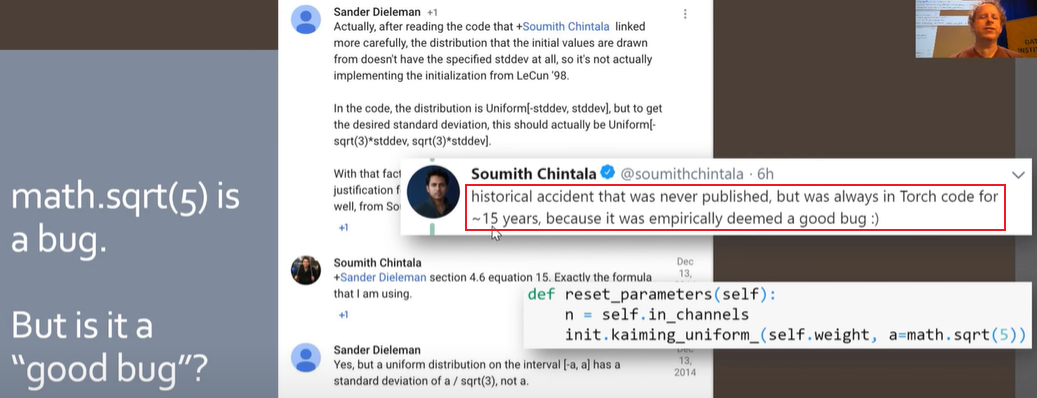 math.sqrt(5) is
a bug.
But is it a
“good bug”?
Sander Dieleman +1
Actually, after reading the code that +Soumith Chintala linked
more carefully, the distribution that the initial values are drawn
from doesn't have the specified stddev at all, so it's not actually
implementing the initialization from LeCun '98.
In the code, the distribution is Uniform[-stddev, stddev], but to get
the desired standard deviation, this should actually be Uniform[-
sqrt(3)*stddev, sqrt(3)*stddev].
With that fact
justification f
well, from So
+1
Soumith Chintala @soumithchintala · 6h
historical accident that was never published, but was always in Torch code for
~15 years, because it was empirically deemed a good bug :)
Soumith Chintala
Dec
13,
+Sander Dieleman section 4.6 equation 15. Exactly the formula
that I am using.
+1
def reset_parameters(self):
n = self.in_channels
init.kaiming_uniform_(self.weight, a=math.sqrt(5))
Sander Dieleman
Dec
13,
2014
Yes, but a uniform distribution on the interval [-a, a] has a
standard deviation of a / sqrt(3), not a.
DAT
INSTIT